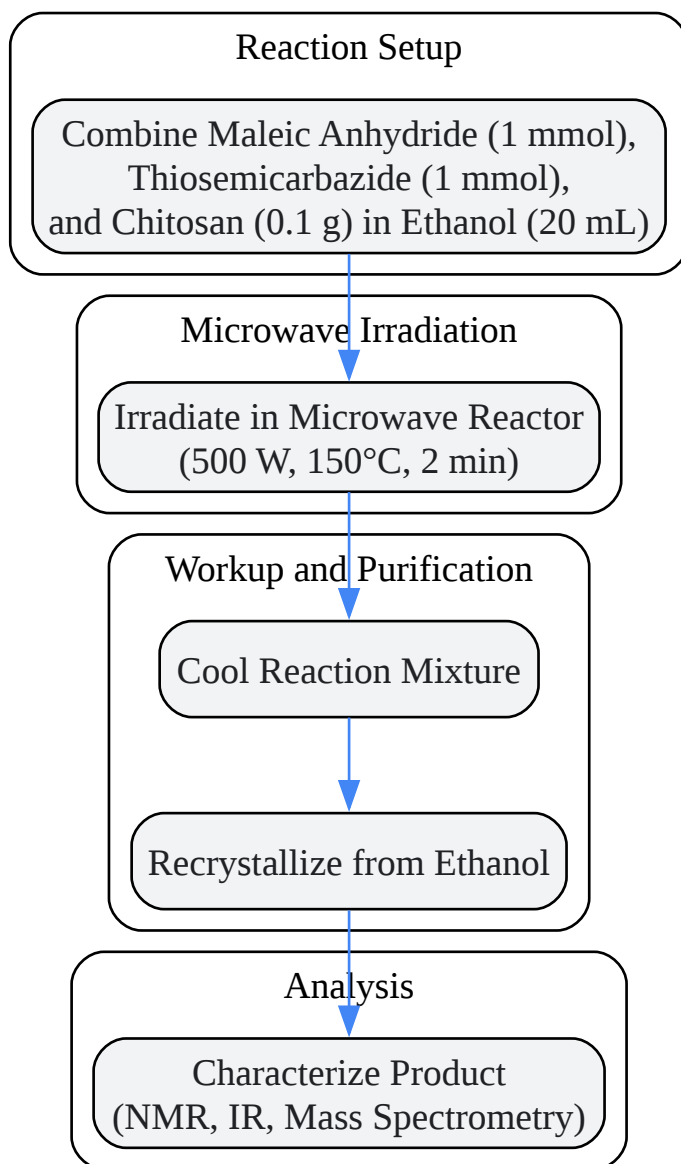 Reaction Setup
Combine Maleic Anhydride (1 mmol),
Thiosemicarbazide (1 mmol),
and Chitosan (0.1 g) in Ethanol (20 mL)
Microwave Irradiation
Irradiate in Microwave Reactor
(500 W, 150°C, 2 min)
Workup and Purification
Cool Reaction Mixture
Recrystallize from Ethanol
Analysis
Characterize Product
(NMR, IR, Mass Spectrometry)